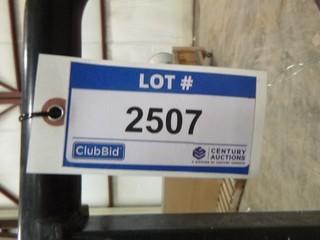 LOT #
2507
ClubBid
CENTURY
AUCTIONS